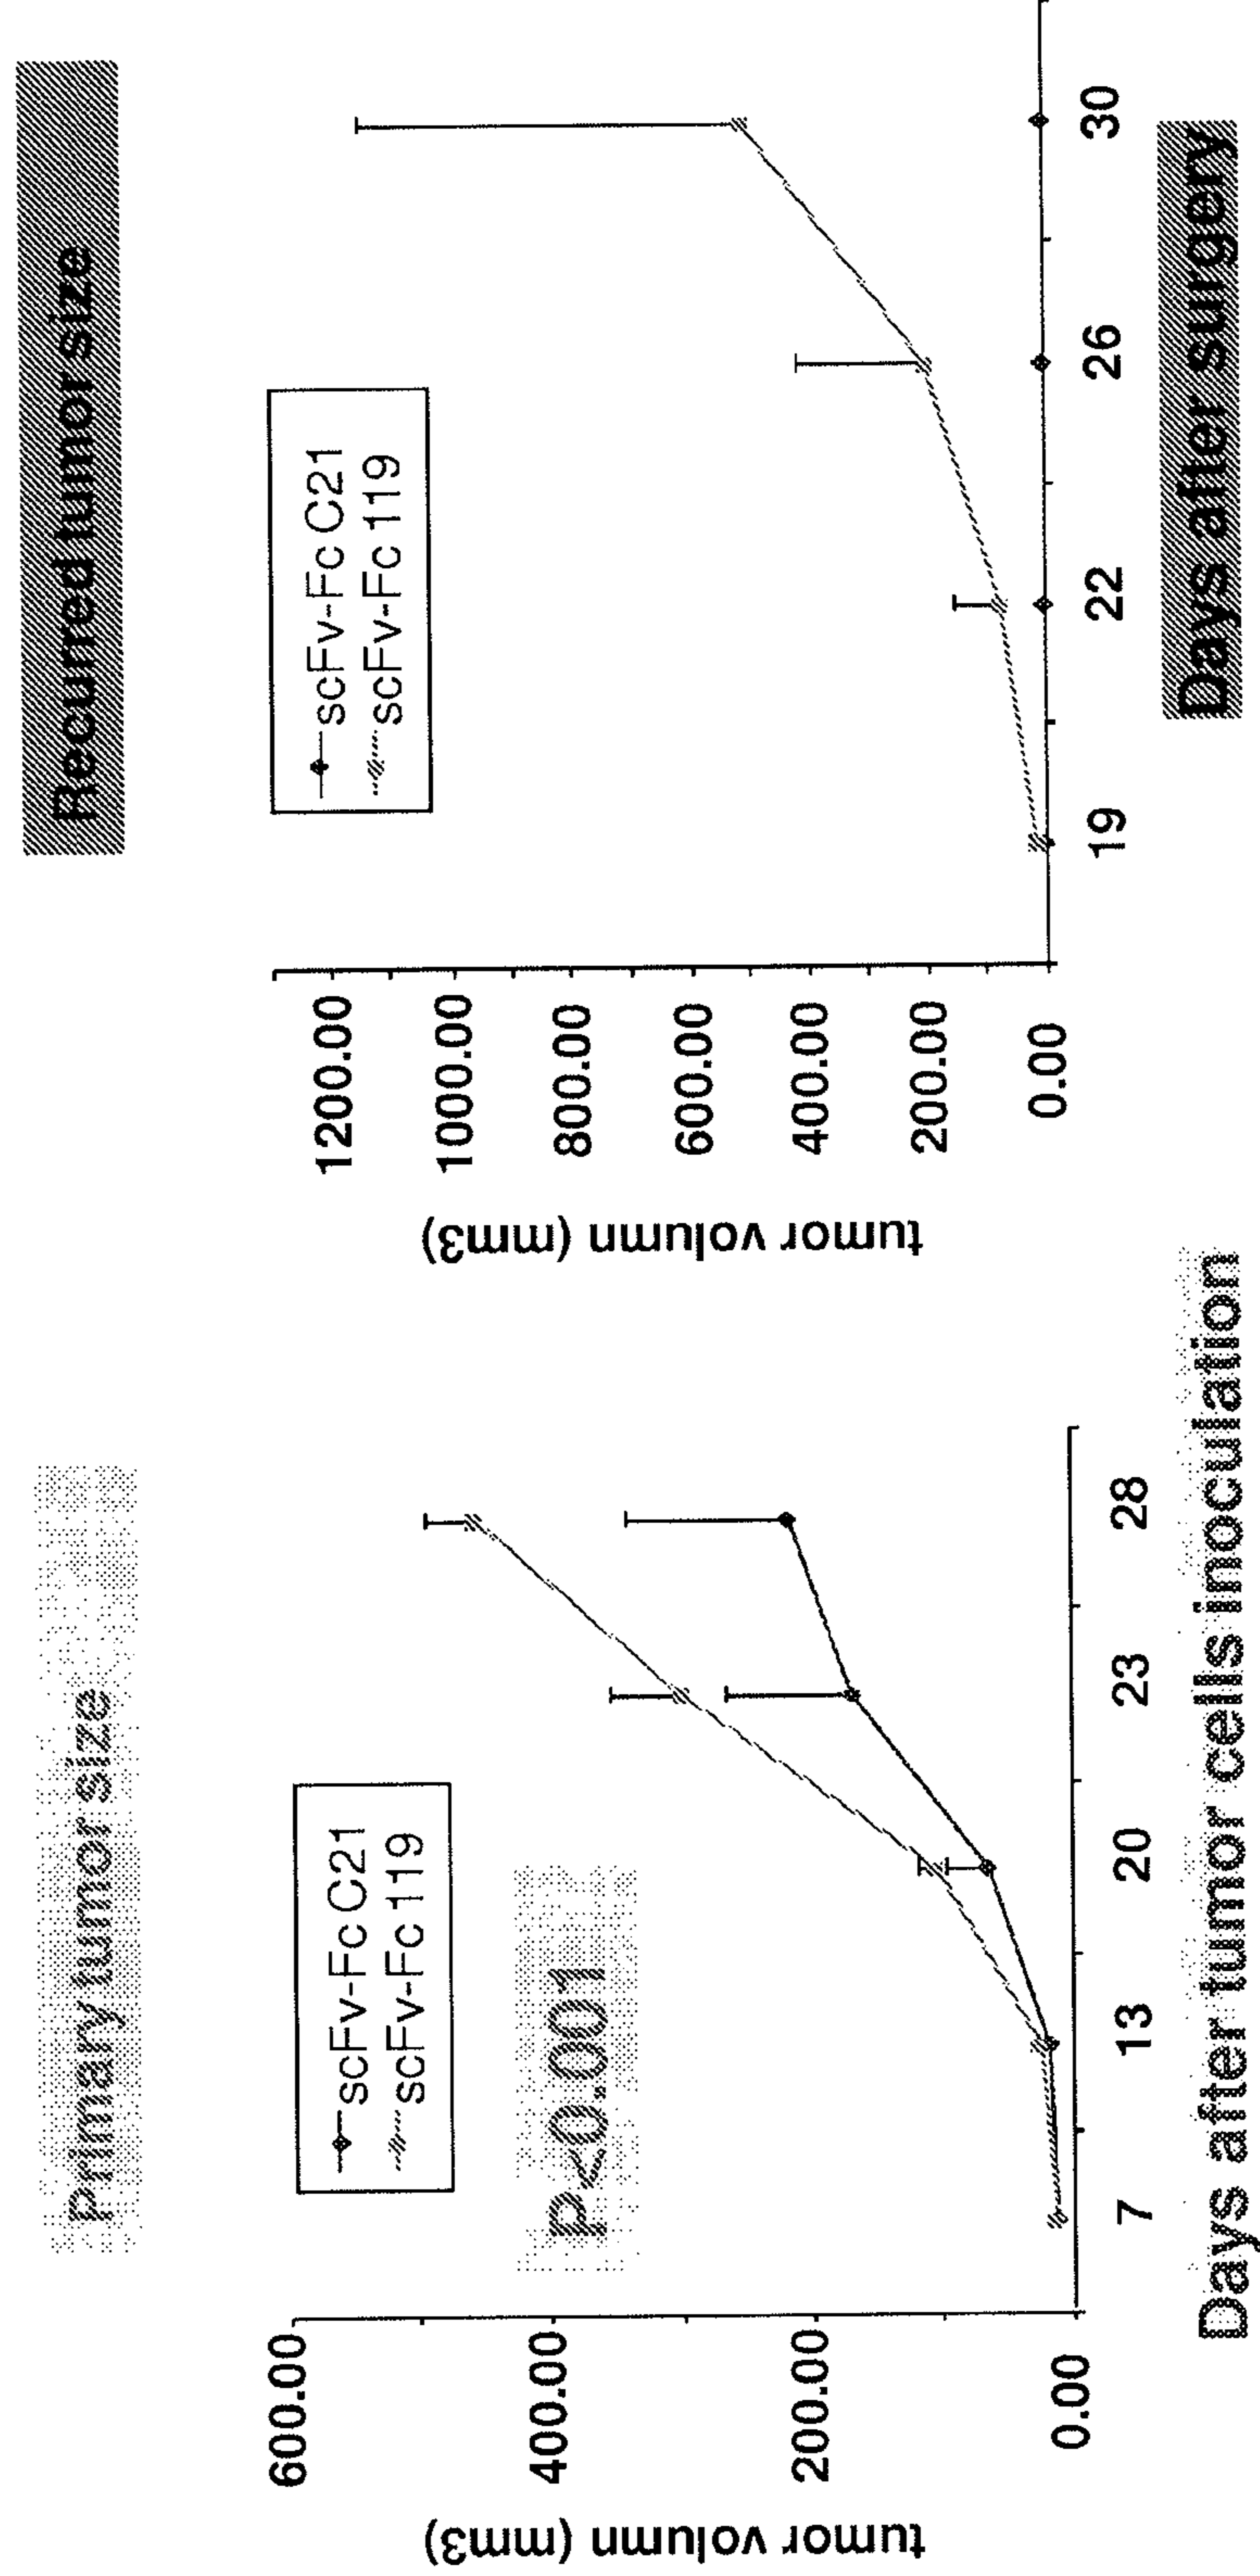 Primary tumor size
scFv-Fc C21
scFv-Fc 119
P<0.001
tumor volumn (mm3)
600.00
400.00
200.00
0.00
7 13 20 23 28
Days after tumor cells inoculation
Recurred tumor size
scFv-Fc C21
scFv-Fc 119
tumor volumn (mm3)
1200.00
1000.00
800.00
600.00
400.00
200.00
0.00
19 22 26 30
Days after surgery